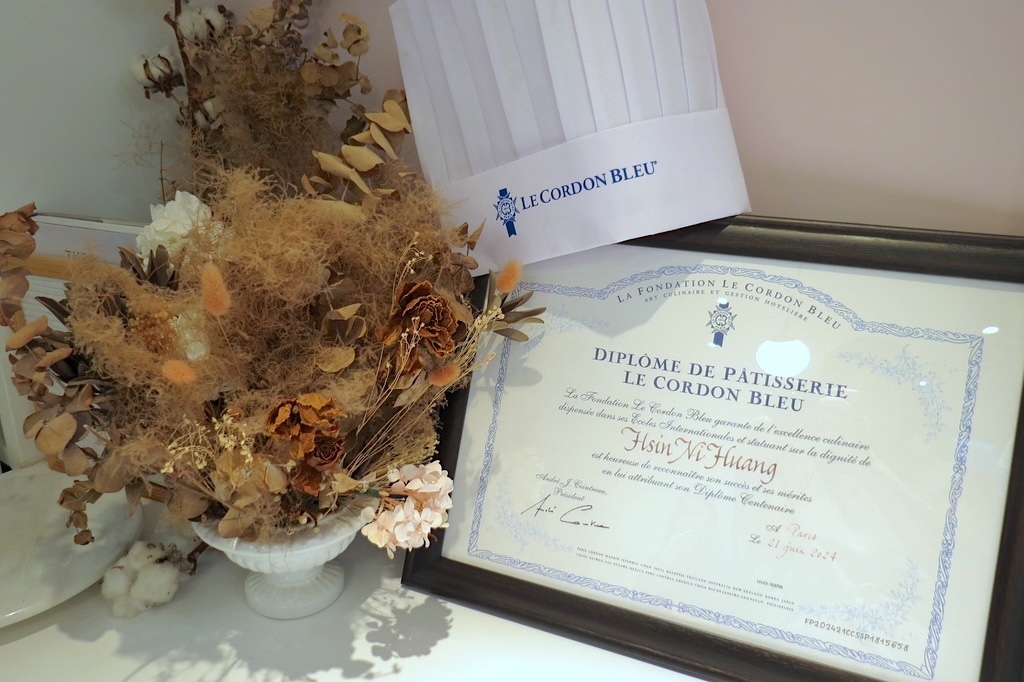 LE CORDON BLEU®
LA FONDATION LE CORDON BLEU
ART CULINAIRE ET GESTION HOTELIÈRE
DIPLÔME DE PÂTISSERIE
LE CORDON BLEU
La Fondation Le Cordon Bleu garante de l'excellence culinaire
dispensée dans ses Ecoles Internationales et statuant sur la dignité de
Hsin Ni Huang
est heureuse de reconnaître son succès et ses mérites
en lui attribuant son Diplôme Centenaire
André J. Cointreau,
Président
A Paris
Le 21 juin 2024
FP202421CCSSP1815658